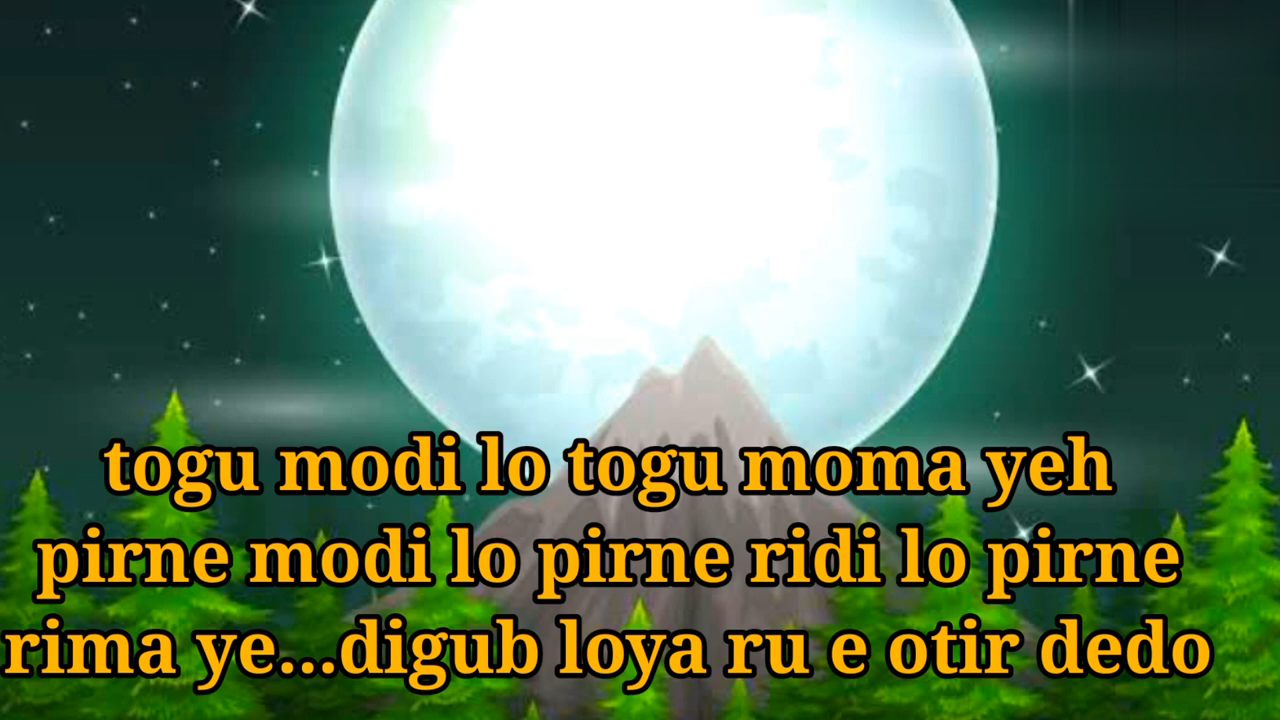 togu modi lo togu moma yeh
pirne modi lo pirne ridi lo pirne
rima ye...digub loya ru e otir dedo